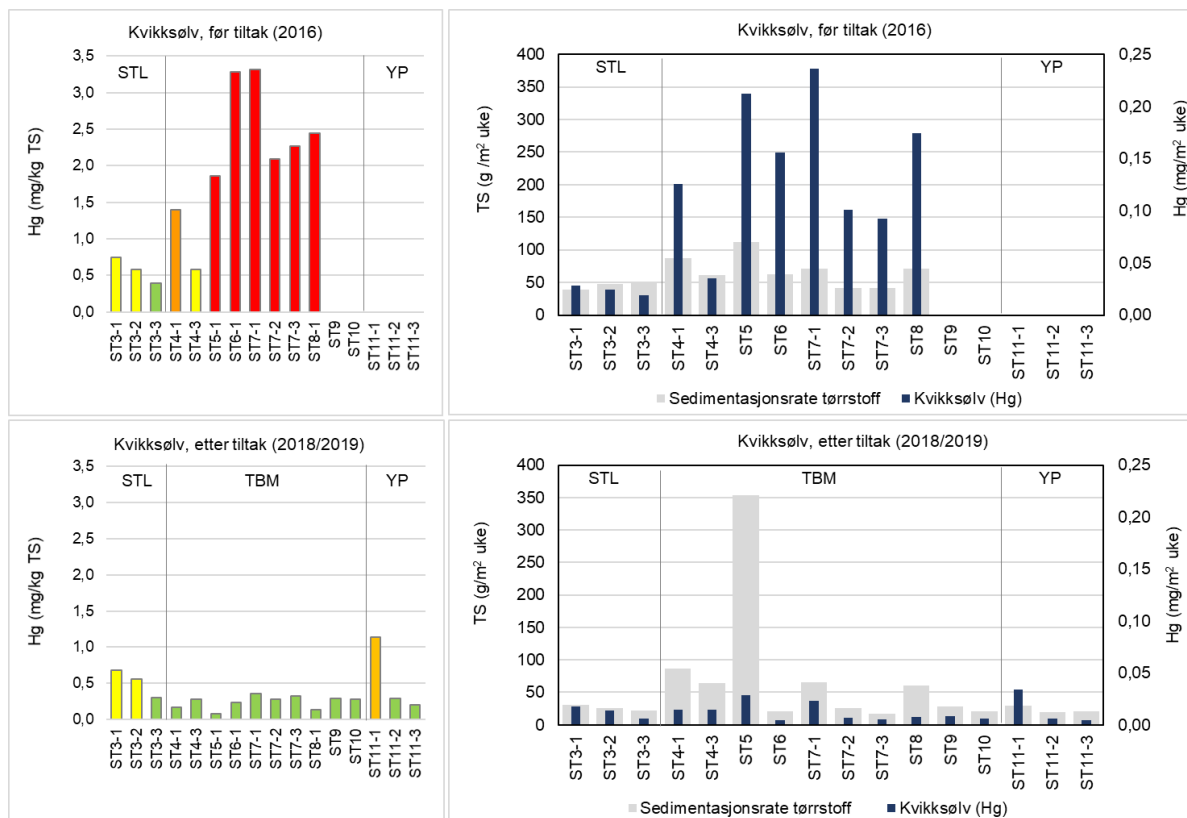 Kvikksølv, før tiltak (2016)
STL
YP
Hg (mg/kg TS)
3,5
3,0
2,5
2,0
1,5
1,0
0,5
0,0
ST3-1
ST3-2
ST3-3
ST4-1
ST4-3
ST5-1
ST6-1
ST7-1
ST7-2
ST7-3
ST8-1
ST9
ST10
ST11-1
ST11-2
ST11-3
Kvikksølv, før tiltak (2016)
STL
YP
TS (g /m² uke)
400
350
300
250
200
150
100
50
0
0,25
0,20
0,15
0,10
0,05
0,00
Hg (mg/m² uke)
ST3-1
ST3-2
ST3-3
ST4-1
ST4-3
ST5
ST6
ST7-1
ST7-2
ST7-3
ST8
ST9
ST10
ST11-1
ST11-2
ST11-3
Sedimentasjonsrate tørrstoff
Kvikksølv (Hg)
Kvikksølv, etter tiltak (2018/2019)
STL
TBM
YP
Hg (mg/kg TS)
3,5
3,0
2,5
2,0
1,5
1,0
0,5
0,0
ST3-1
ST3-2
ST3-3
ST4-1
ST4-3
ST5-1
ST6-1
ST7-1
ST7-2
ST7-3
ST8-1
ST9
ST10
ST11-1
ST11-2
ST11-3
Kvikksølv, etter tiltak (2018/2019)
STL
TBM
YP
TS (g/m² uke)
400
350
300
250
200
150
100
50
0
0,25
0,20
0,15
0,10
0,05
0,00
Hg (mg/m² uke)
ST3-1
ST3-2
ST3-3
ST4-1
ST4-3
ST5
ST6
ST7-1
ST7-2
ST7-3
ST8
ST9
ST10
ST11-1
ST11-2
ST11-3
Sedimentasjonsrate tørrstoff
Kvikksølv (Hg)